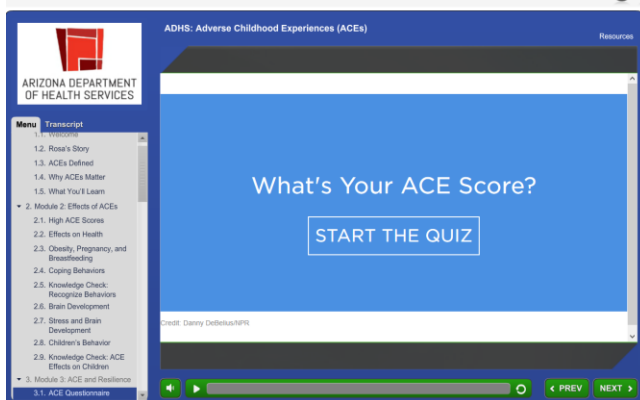 ADHS: Adverse Childhood Experiences (ACEs)
Resources
ARIZONA DEPARTMENT
OF HEALTH SERVICES
Menu
Transcript
1.1. Welcome
1.2. Rosa's Story
1.3. ACEs Defined
1.4. Why ACEs Matter
1.5. What You'll Learn
2. Module 2: Effects of ACEs
2.1. High ACE Scores
2.2. Effects on Health
2.3. Obesity, Pregnancy, and
Breastfeeding
2.4. Coping Behaviors
2.5. Knowledge Check:
Recognize Behaviors
2.6. Brain Development
2.7. Stress and Brain
Development
2.8. Children's Behavior
2.9. Knowledge Check: ACE
Effects on Children
3. Module 3: ACE and Resilience
3.1. ACE Questionnaire
What's Your ACE Score?
START THE QUIZ
Credit: Danny DeBelius/NPR
< PREV
NEXT >